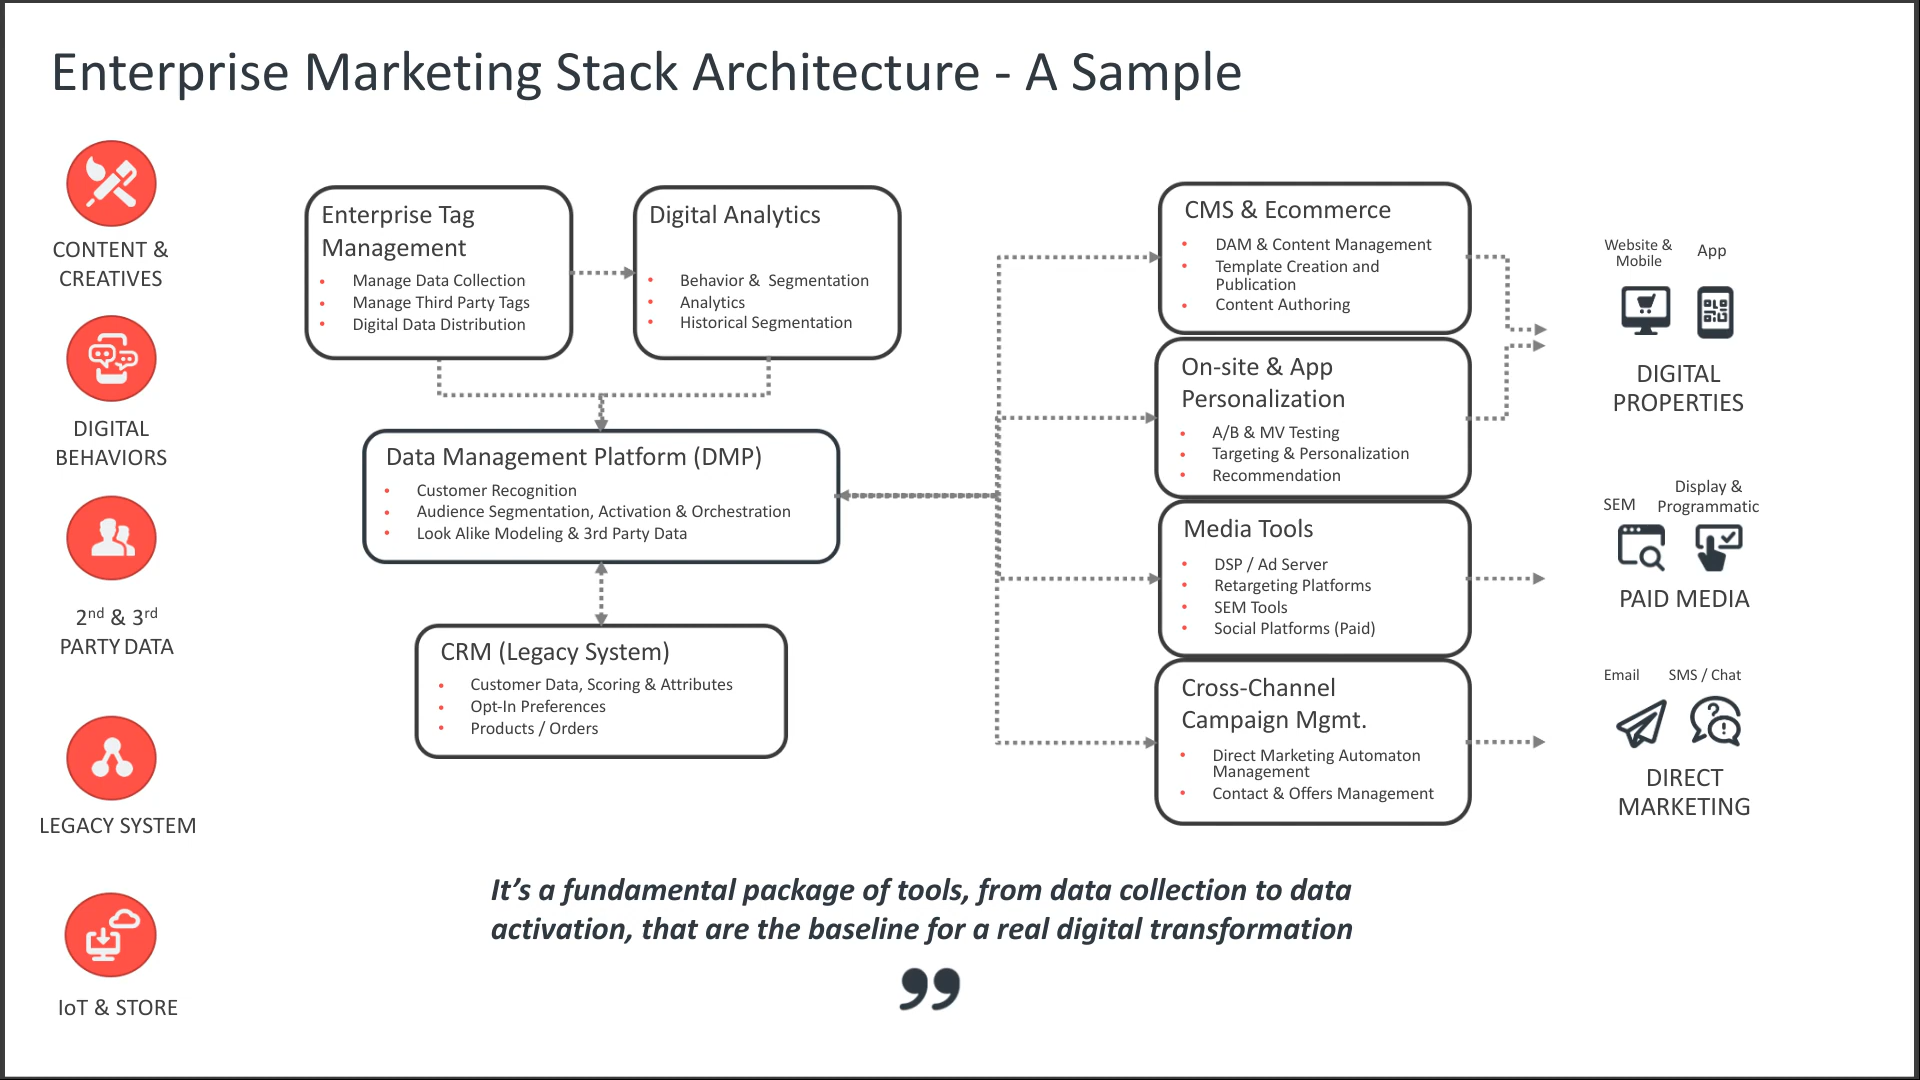 Enterprise Marketing Stack Architecture - A Sample
CONTENT &
CREATIVES
DIGITAL
BEHAVIORS
2nd & 3rd
PARTY DATA
LEGACY SYSTEM
IoT & STORE
Enterprise Tag
Management
• Manage Data Collection
• Manage Third Party Tags
• Digital Data Distribution
Digital Analytics
• Behavior & Segmentation
• Analytics
• Historical Segmentation
Data Management Platform (DMP)
• Customer Recognition
• Audience Segmentation, Activation & Orchestration
• Look Alike Modeling & 3rd Party Data
CRM (Legacy System)
• Customer Data, Scoring & Attributes
• Opt-In Preferences
• Products / Orders
CMS & Ecommerce
• DAM & Content Management
• Template Creation and
Publication
• Content Authoring
On-site & App
Personalization
• A/B & MV Testing
• Targeting & Personalization
• Recommendation
Media Tools
• DSP / Ad Server
• Retargeting Platforms
• SEM Tools
• Social Platforms (Paid)
Cross-Channel
Campaign Mgmt.
• Direct Marketing Automaton
Management
• Contact & Offers Management
Website &
Mobile
App
DIGITAL
PROPERTIES
SEM
Display &
Programmatic
PAID MEDIA
Email
SMS / Chat
DIRECT
MARKETING
It’s a fundamental package of tools, from data collection to data
activation, that are the baseline for a real digital transformation
”